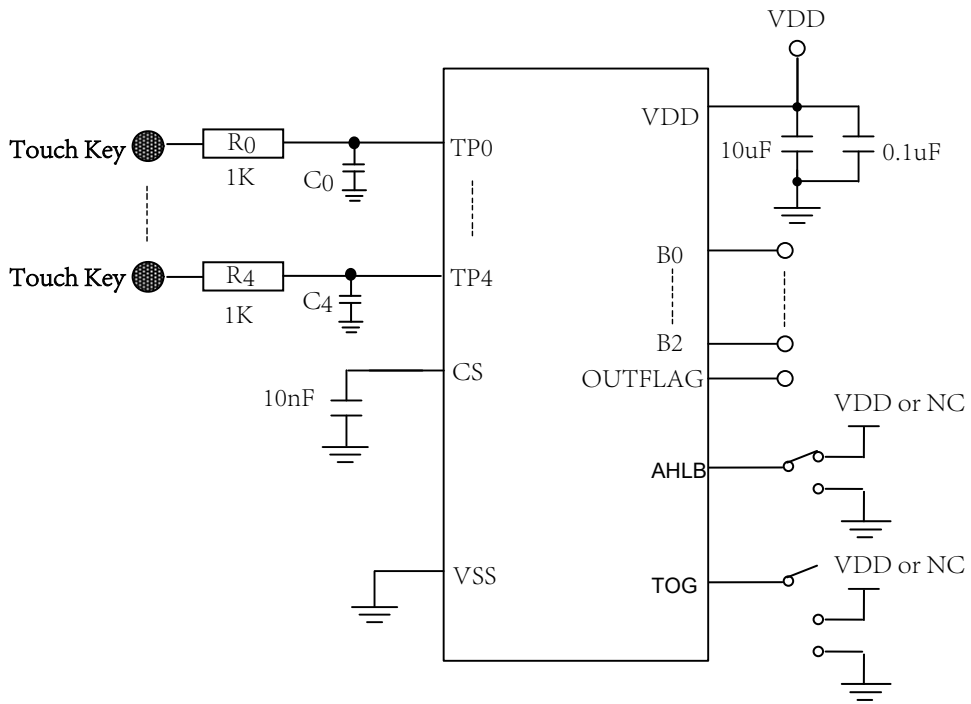 VDD
VDD
10uF
0.1uF
Touch Key
R0
1K
C0
TP0
Touch Key
R4
1K
C4
TP4
B0
B2
OUTFLAG
CS
10nF
VDD or NC
AHLB
VSS
VDD or NC
TOG